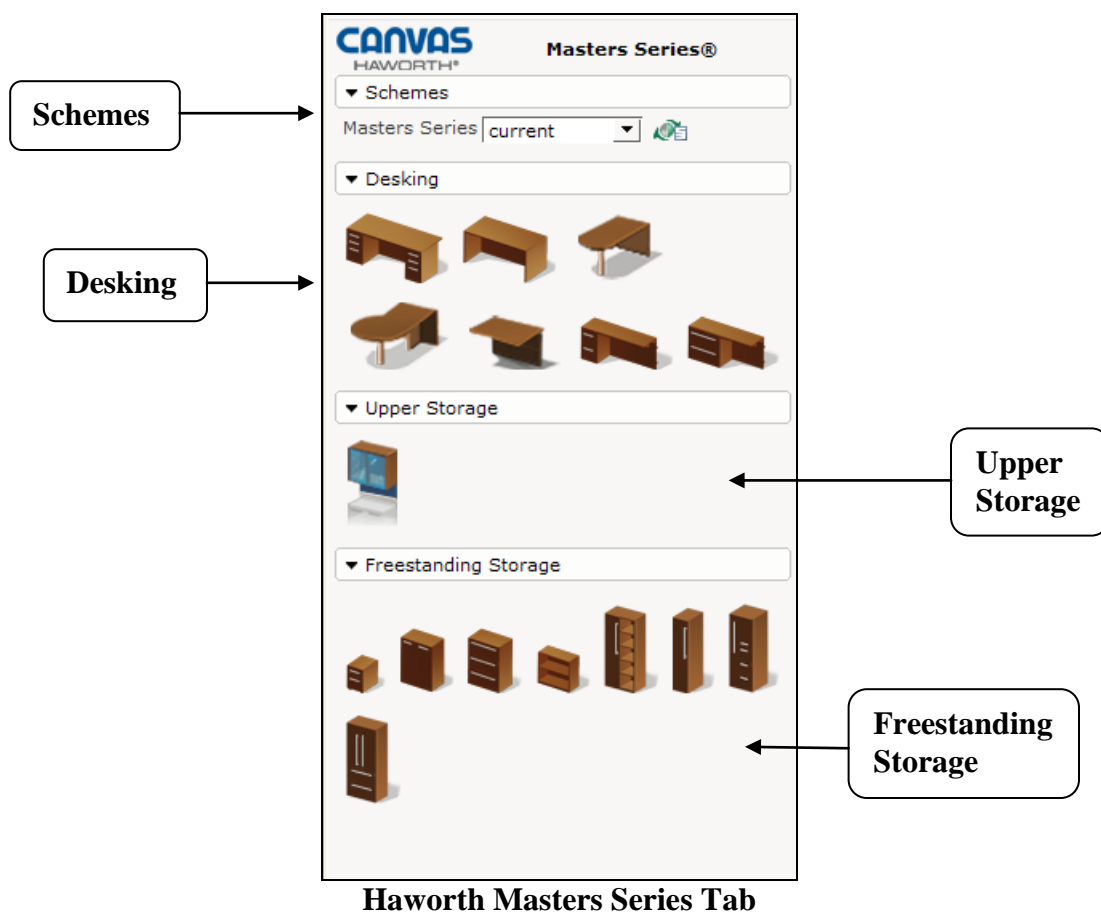 CANVAS
HAWORTH®
Masters Series®
Schemes
Schemes
Masters Series current
Desking
Desking
Upper Storage
Upper
Storage
Freestanding Storage
Freestanding
Storage
Haworth Masters Series Tab